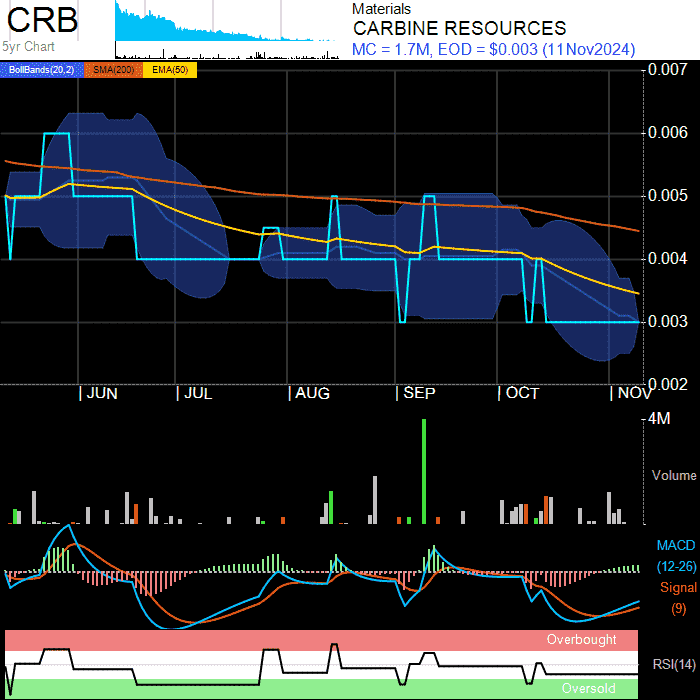 CRB
5yr Chart
Materials
CARBINE RESOURCES
MC = 1.7M, EOD = $0.003 (11Nov2024)
BollBands(20,2) SMA(200) EMA(50)
0.007
0.006
0.005
0.004
0.003
0.002
JUN JUL AUG SEP OCT NOV
4M
Volume
MACD
(12-26)
Signal
(9)
Overbought
RSI(14)
Oversold